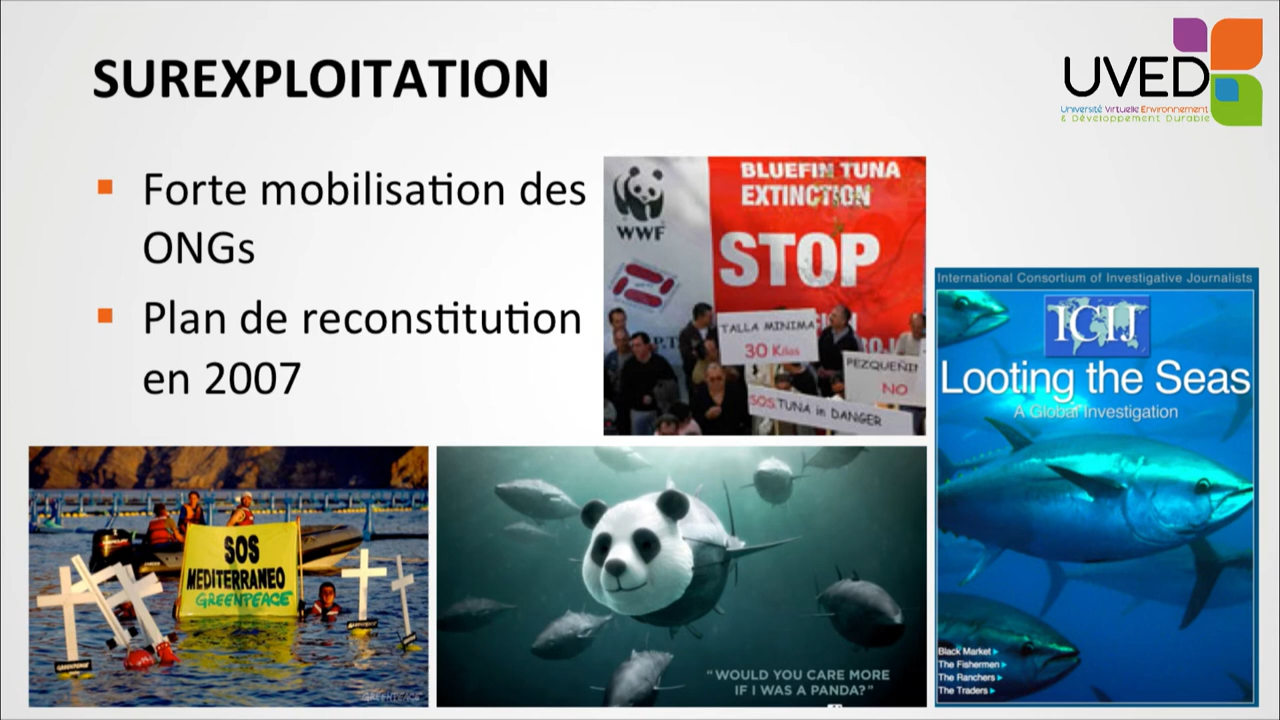 SUREXPLOITATION
UVED
Université Virtuelle Environnement
& Développement Durable
Forte mobilisation des
ONGs
Plan de reconstitution
en 2007
WWF
BLUEFIN TUNA
EXTINCTION
STOP
TALLA MINIMA
30 Kilos
PEZQUEÑI
NO
SOS TUNA in DANGER
International Consortium of Investigative Journalists
ICIJ
Looting the Seas
A Global Investigation
Black Market
The Fishermen
The Ranchers
The Traders
SOS
MEDITERRANEO
GREENPEACE
GREENPEACE
GREENPEACE
"WOULD YOU CARE MORE
IF I WAS A PANDA?"